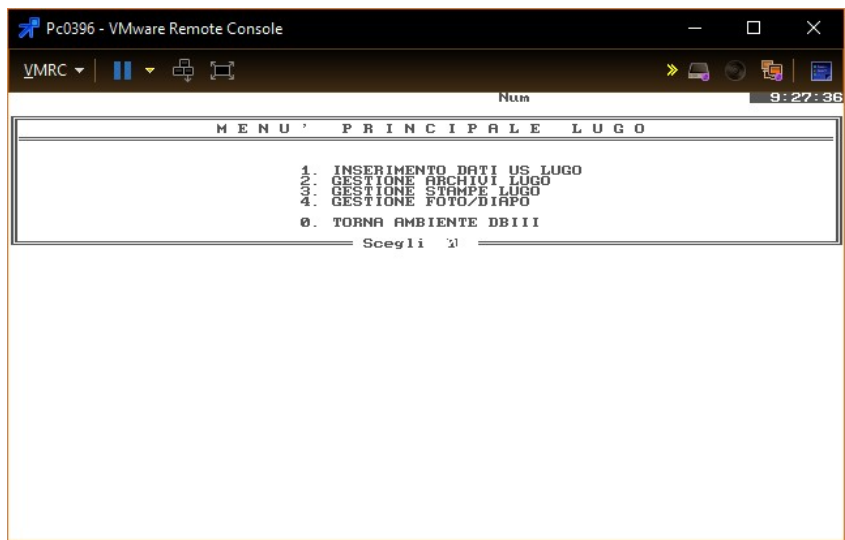 Pc0396 - VMware Remote Console
VMRC
Num 9:27:36
M E N U ' P R I N C I P A L E L U G O
1. INSERIMENTO DATI US LUGO
2. GESTIONE ARCHIVI LUGO
3. GESTIONE STAMPE LUGO
4. GESTIONE FOTO/DIAPO
0. TORNA AMBIENTE DBIII
Scegli